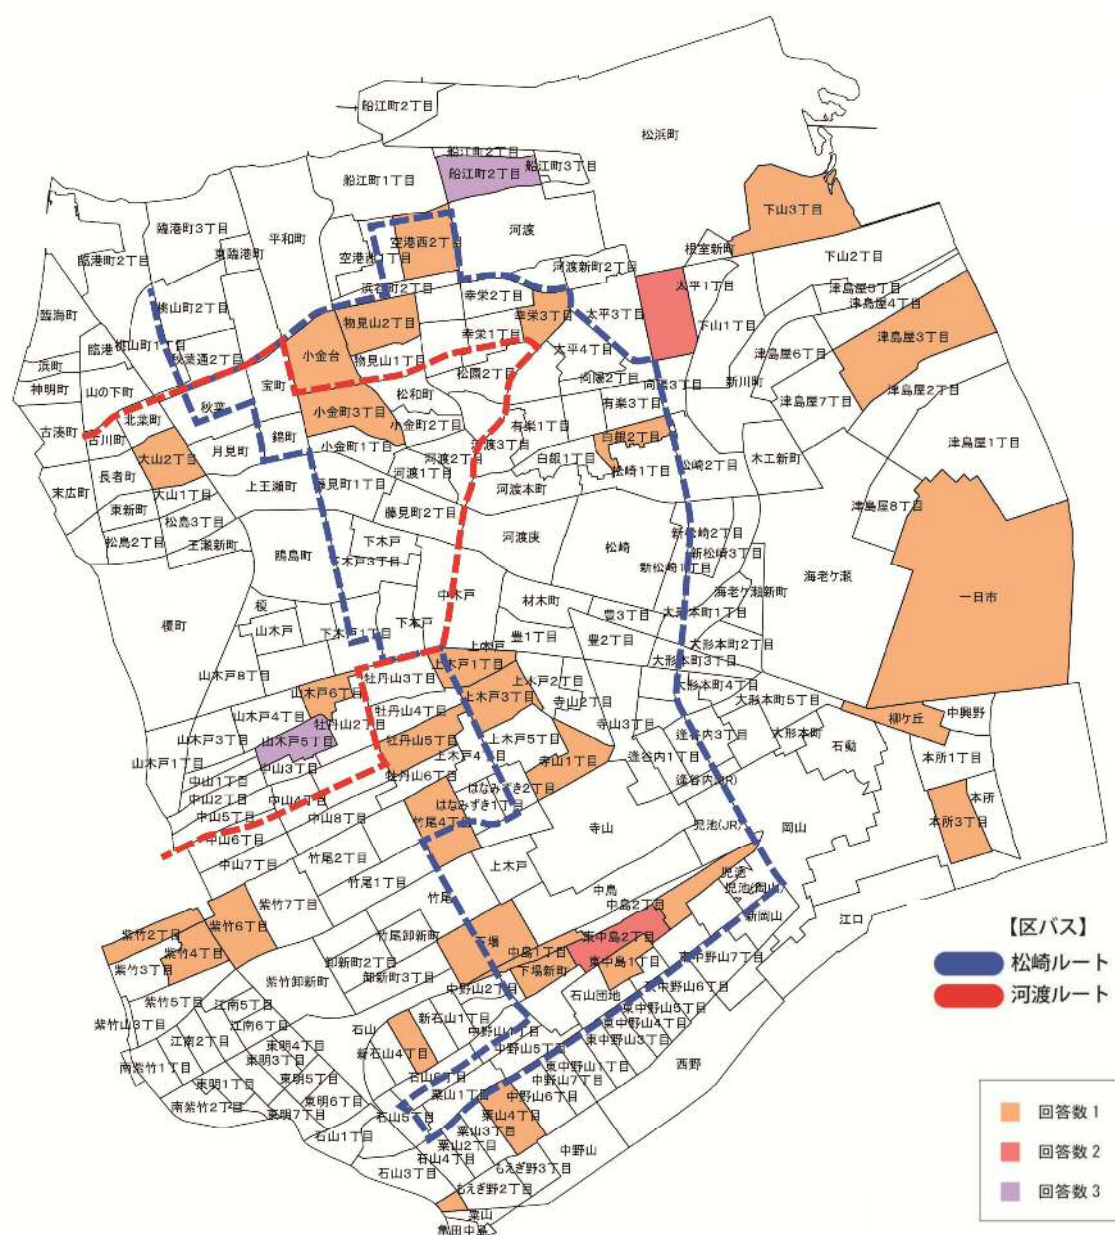 船江町2丁目
松浜町
船江町2丁目
船江町2丁目
船江町3丁目
船江町1丁目
下山3丁目
臨港町3丁目
平和町
空港西2丁目
河渡
根室新町
東臨港町
空港西1丁目
下山2丁目
臨港町2丁目
河渡新町2丁目
浜谷町2丁目
太平1丁目
津島屋5丁目
津島屋4丁目
臨海町
桃山町2丁目
幸栄2丁目
幸栄3丁目
太平3丁目
下山1丁目
物見山2丁目
津島屋3丁目
臨港
桃山町1丁目
幸栄1丁目
太平4丁目
津島屋6丁目
秋葉通2丁目
小金台
物見山1丁目
浜町
松園2丁目
向陽2丁目
向陽3丁目
新川町
津島屋2丁目
神明町
山の下町
宝町
松和町
有楽3丁目
津島屋7丁目
秋葉
北葉町
小金町3丁目
小金町2丁目
有楽1丁目
古湊町
古川町
錦町
小金町1丁目
河渡3丁目
白銀2丁目
津島屋1丁目
月見町
大山2丁目
河渡2丁目
白銀1丁目
松崎1丁目
松崎2丁目
木工新町
長者町
河渡1丁目
末広町
大山1丁目
上王瀬町
藤見町1丁目
河渡本町
東新町
津島屋8丁目
松島3丁目
藤見町2丁目
松島2丁目
王瀬新町
下木戸
河渡庚
松崎
新松崎2丁目
鴎島町
下木戸3丁目
新松崎3丁目
新松崎1丁目
海老ケ瀬
海老ケ瀬新町
中木戸
材木町
一日市
榎
豊3丁目
大形本町1丁目
榎町
山木戸
下木戸1丁目
下木戸
豊1丁目
豊2丁目
上木戸
大形本町2丁目
大形本町3丁目
山木戸8丁目
牡丹山3丁目
上木戸1丁目
上木戸2丁目
大形本町4丁目
山木戸6丁目
上木戸3丁目
寺山2丁目
大形本町5丁目
山木戸4丁目
牡丹山4丁目
寺山3丁目
柳ケ丘
中興野
牡丹山2丁目
山木戸3丁目
山木戸5丁目
牡丹山5丁目
上木戸5丁目
逢谷内3丁目
大形本町
石動
山木戸1丁目
中山3丁目
上木戸4丁目
寺山1丁目
逢谷内1丁目
本所1丁目
中山1丁目
牡丹山6丁目
逢谷内(JR)
中山2丁目
中山4丁目
はなみずき2丁目
はなみずき1丁目
本所
中山5丁目
中山8丁目
竹尾4丁目
寺山
児池(JR)
岡山
本所3丁目
中山6丁目
竹尾2丁目
中山7丁目
上木戸
竹尾1丁目
児池
児池(岡山)
竹尾
中島
紫竹7丁目
中島2丁目
新岡山
江口
紫竹6丁目
竹尾卸新町
東中島2丁目
紫竹2丁目
下場
中島1丁目
紫竹4丁目
卸新町2丁目
東中島1丁目
東中野山7丁目
紫竹3丁目
卸新町3丁目
下場新町
紫竹卸新町
中野山2丁目
石山団地
東中野山6丁目
紫竹5丁目
江南5丁目
東中野山5丁目
紫竹山3丁目
江南6丁目
新石山1丁目
東中野山4丁目
石山
中野山4丁目
東中野山3丁目
江南2丁目
東明4丁目
新石山4丁目
中野山5丁目
東明3丁目
東中野山1丁目
西野
南紫竹1丁目
東明1丁目
東明5丁目
石山6丁目
中野山7丁目
粟山1丁目
中野山6丁目
南紫竹2丁目
東明6丁目
東明7丁目
石山5丁目
粟山4丁目
石山1丁目
粟山3丁目
粟山2丁目
中野山
石山3丁目
石山4丁目
もえぎ野3丁目
もえぎ野2丁目
粟山
亀田中島
【区バス】
松崎ルート
河渡ルート
回答数1
回答数2
回答数3